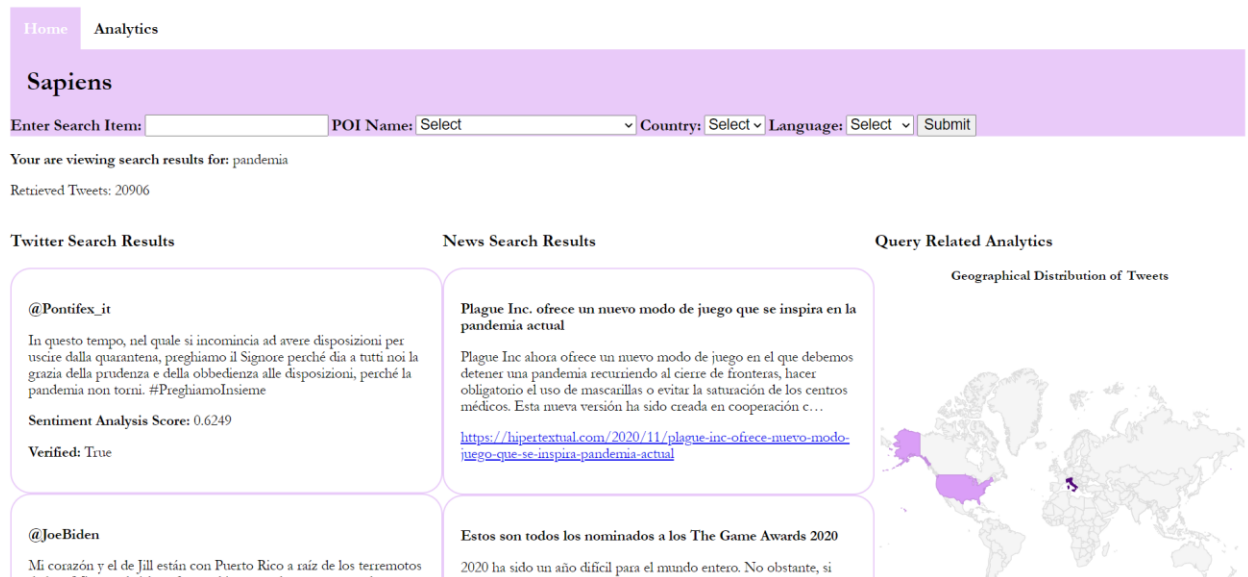 Home Analytics
Sapiens
Enter Search Item: POI Name: Select Country: Select Language: Select Submit
Your are viewing search results for: pandemia
Retrieved Tweets: 20906
Twitter Search Results
@Pontifex_it
In questo tempo, nel quale si incomincia ad avere disposizioni per
uscire dalla quarantena, preghiamo il Signore perché dia a tutti noi la
grazia della prudenza e della obbedienza alle disposizioni, perché la
pandemia non torni. #PreghiamoInsieme
Sentiment Analysis Score: 0.6249
Verified: True
@JoeBiden
Mi corazón y el de Jill están con Puerto Rico a raíz de los terremotos
News Search Results
Plague Inc. ofrece un nuevo modo de juego que se inspira en la
pandemia actual
Plague Inc ahora ofrece un nuevo modo de juego en el que debemos
detener una pandemia recurriendo al cierre de fronteras, hacer
obligatorio el uso de mascarillas o evitar la saturación de los centros
médicos. Esta nueva versión ha sido creada en cooperación c…
https://hipertextual.com/2020/11/plague-inc-ofrece-nuevo-modo-
juego-que-se-inspira-pandemia-actual
Estos son todos los nominados a los The Game Awards 2020
2020 ha sido un año difícil para el mundo entero. No obstante, si
Query Related Analytics
Geographical Distribution of Tweets